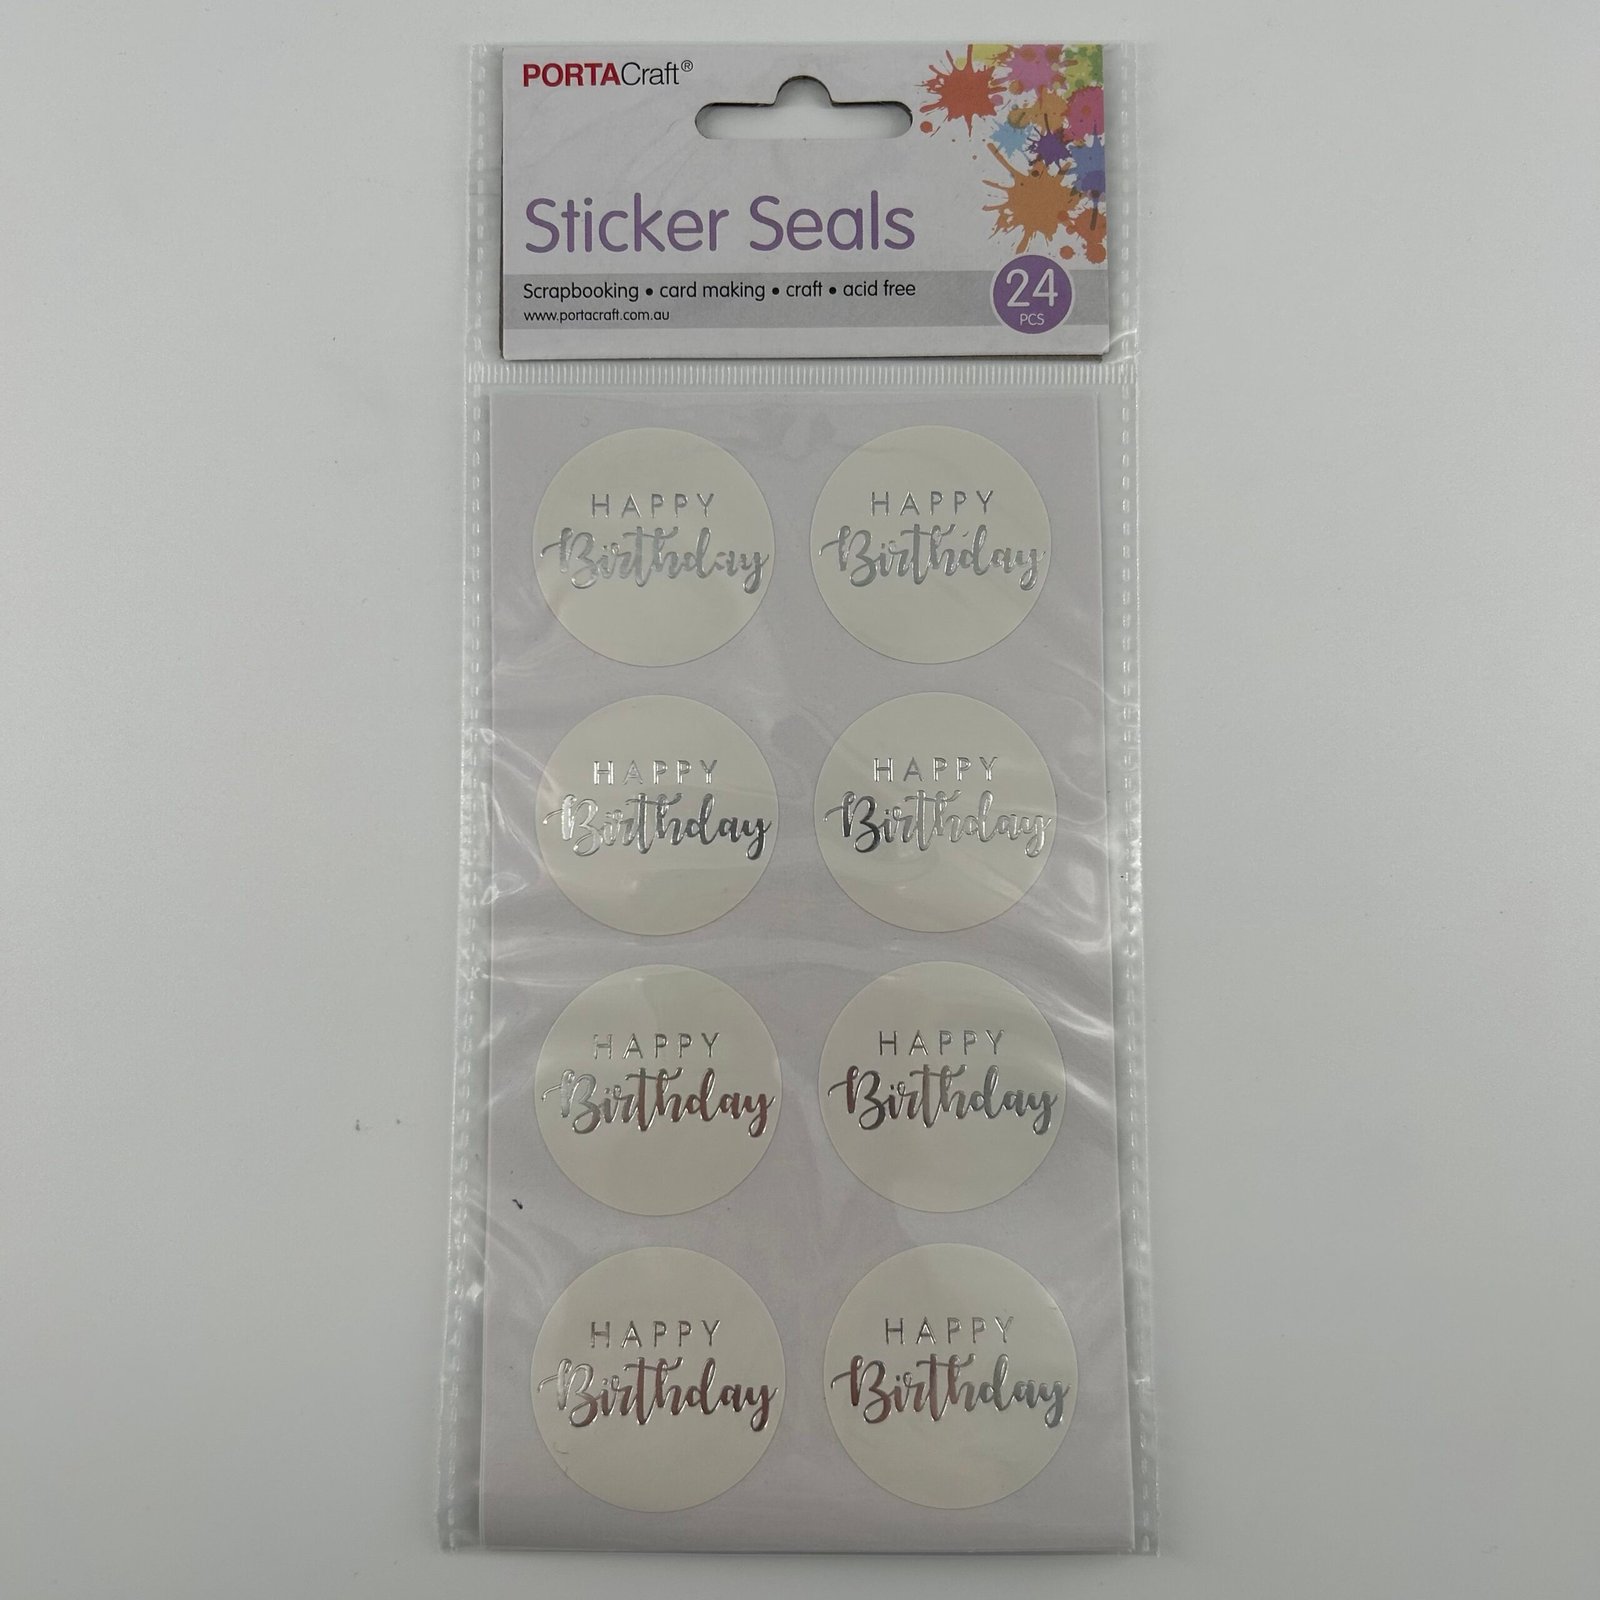 PORTACraft®
Sticker Seals
Scrapbooking • card making • craft • acid free
www.portacraft.com.au
24
PCS
HAPPY
Birthday
HAPPY
Birthday
HAPPY
Birthday
HAPPY
Birthday
HAPPY
Birthday
HAPPY
Birthday
HAPPY
Birthday
HAPPY
Birthday